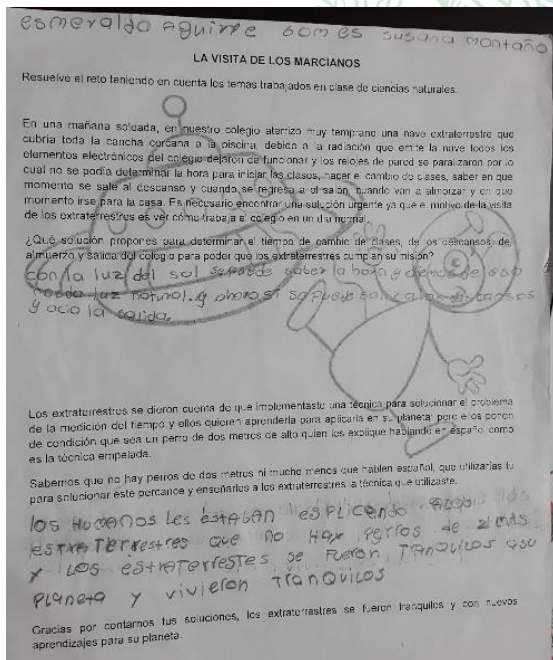 esmeralda Aguirre Gomes susana montaño
LA VISITA DE LOS MARCIANOS
Resuelve el reto teniendo en cuenta los temas trabajados en clase de ciencias naturales.
En una mañana soleada, en nuestro colegio aterrizo muy temprano una nave extraterrestre que
cubría toda la cancha cercana a la piscina, debido a la radiación que emite la nave todos los
elementos electrónicos del colegio dejaron de funcionar y los relojes de pared se paralizaron por lo
cual no se podía determinar la hora para iniciar las clases, hacer el cambio de clases, saber en que
momento se sale al descanso y cuando se regresa a el salón, cuando van a almorzar y en que
momento irse para la casa. Es necesario encontrar una solución urgente ya que el motivo de la visita
de los extraterrestres es ver cómo trabaja el colegio en un día normal.
¿Qué solución propones para determinar el tiempo de cambio de clases, de los descansos, del
almuerzo y salida del colegio para poder que los extraterrestres cumplan su misión?
con la luz del sol se puede saber la hora y demos de eso
luz natural. y ahora si se puede
y ocia la salida.
Los extraterrestres se dieron cuenta de que implementaste una técnica para solucionar el problema
de la medición del tiempo y ellos quieren aprenderla para aplicarla en su planeta; pero ellos ponen
de condición que sea un perro de dos metros de alto quien les explique hablando en español como
es la técnica empelada.
Sabemos que no hay perros de dos metros ni mucho menos que hablen español, que utilizarías tu
para solucionar este percance y enseñarles a los extraterrestres la técnica que utilizaste.
los Humanos Les estaban esplicando los
estraterrestres que no Hay perros de 2
y Los estraterrestes se Fueron Tranquilos asu
planeta y vivieron Tranquilos
Gracias por contarnos tus soluciones, los extraterrestres se fueron tranquilos y con nuevos
aprendizajes para su planeta.